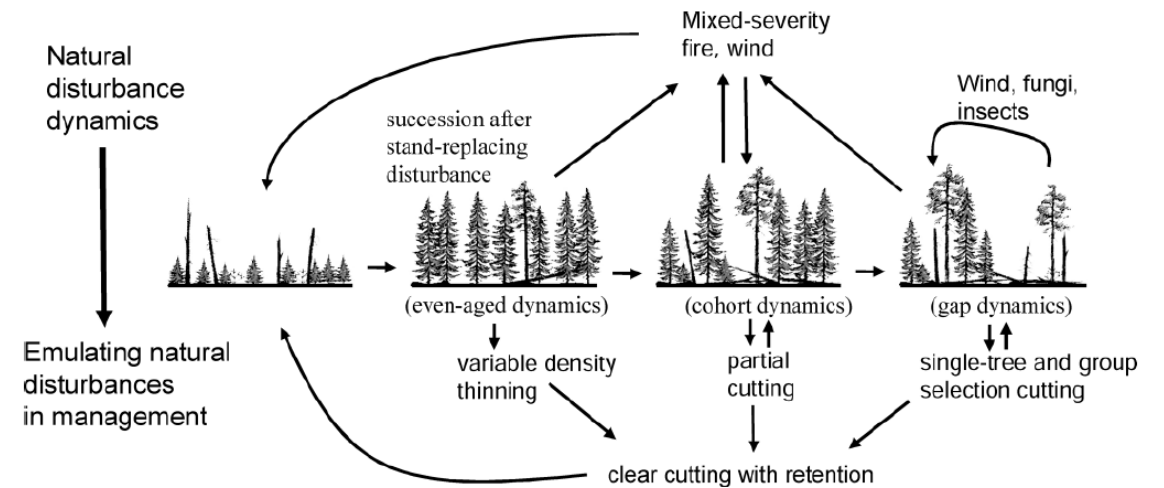 Natural
disturbance
dynamics
Emulating natural
disturbances
in management
Mixed-severity
fire, wind
Wind, fungi,
insects
succession after
stand-replacing
disturbance
(even-aged dynamics)
(cohort dynamics)
(gap dynamics)
variable density
thinning
partial
cutting
single-tree and group
selection cutting
clear cutting with retention